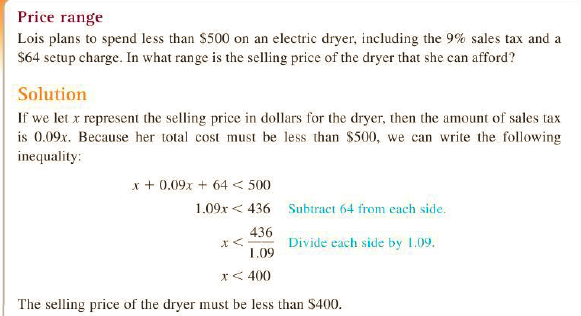 Price range
Lois plans to spend less than $500 on an electric dryer, including the 9% sales tax and a
$64 setup charge. In what range is the selling price of the dryer that she can afford?
Solution
If we let x represent the selling price in dollars for the dryer, then the amount of sales tax
is 0.09x. Because her total cost must be less than $500, we can write the following
inequality:
x + 0.09x + 64 < 500
1.09x < 436 Subtract 64 from each side.
x < 436/1.09 Divide each side by 1.09.
x < 400
The selling price of the dryer must be less than $400.